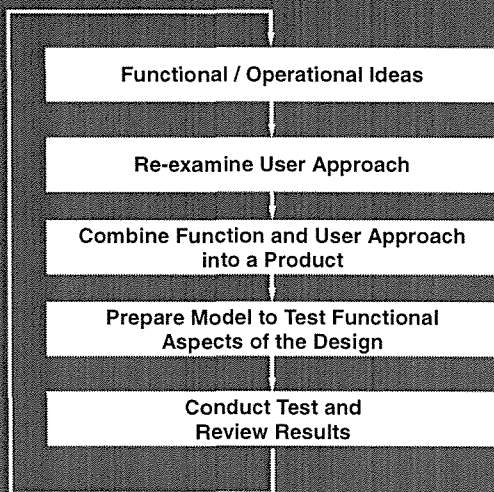 Functional / Operational Ideas
Re-examine User Approach
Combine Function and User Approach
into a Product
Prepare Model to Test Functional
Aspects of the Design
Conduct Test and
Review Results